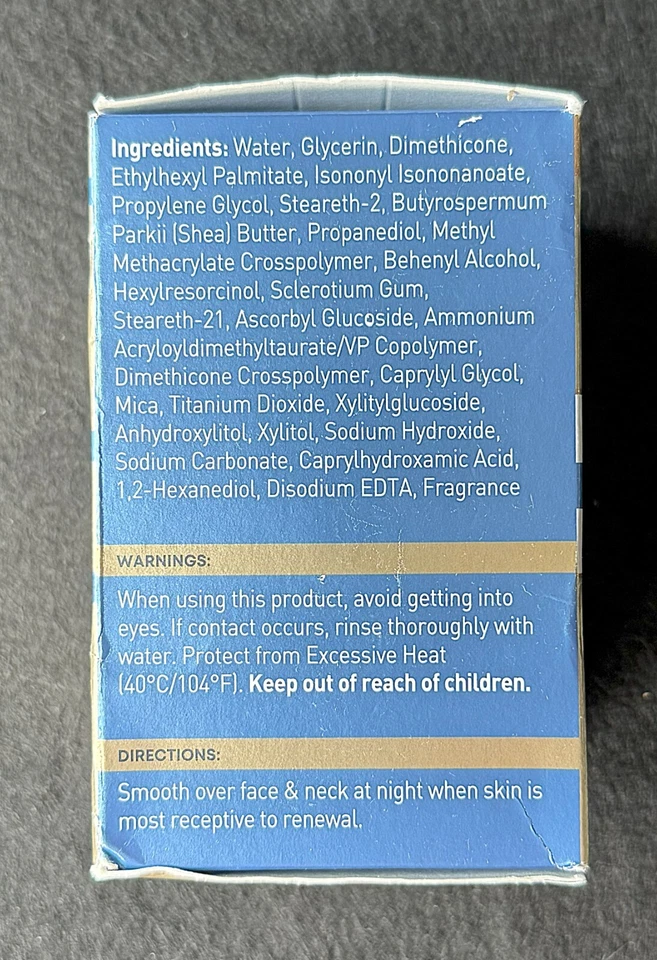 Ingredients: Water, Glycerin, Dimethicone,
Ethylhexyl Palmitate, Isononyl Isononanoate,
Propylene Glycol, Steareth-2, Butyrospermum
Parkii (Shea) Butter, Propanediol, Methyl
Methacrylate Crosspolymer, Behenyl Alcohol,
Hexylresorcinol, Sclerotium Gum,
Steareth-21, Ascorbyl Glucoside, Ammonium
Acryloyldimethyltaurate/VP Copolymer,
Dimethicone Crosspolymer, Caprylyl Glycol,
Mica, Titanium Dioxide, Xylitylglucoside,
Anhydroxylitol, Xylitol, Sodium Hydroxide,
Sodium Carbonate, Caprylhydroxamic Acid,
1,2-Hexanediol, Disodium EDTA, Fragrance
WARNINGS:
When using this product, avoid getting into
eyes. If contact occurs, rinse thoroughly with
water. Protect from Excessive Heat
(40°C/104°F). Keep out of reach of children.
DIRECTIONS:
Smooth over face & neck at night when skin is
most receptive to renewal.